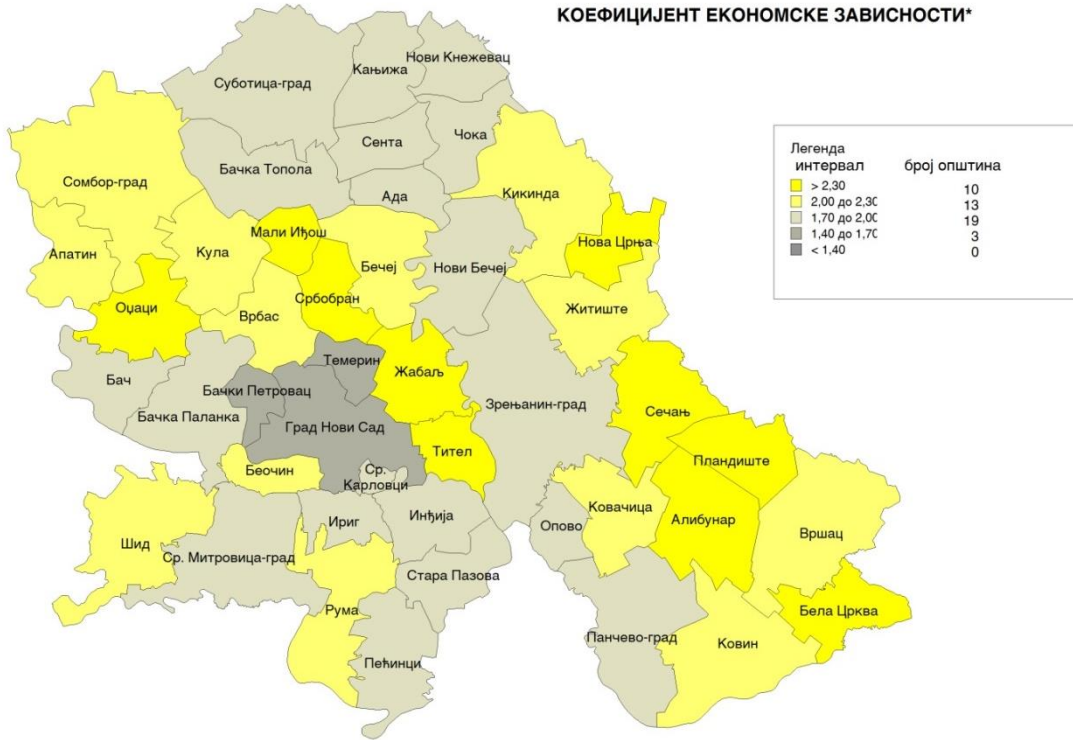 КОЕФИЦИЈЕНТ ЕКОНОМСКЕ ЗАВИСНОСТИ*
Нови Кнежевац
Кањижа
Суботица-град
Чока
Сента
Бачка Топола
Ада
Сомбор-град
Кикинда
Мали Иђош
Нова Црња
Апатин
Кула
Бечеј
Нови Бечеј
Србобран
Оџаци
Врбас
Житиште
Темерин
Жабаљ
Бач
Бачки Петровац
Бачка Паланка
Зрењанин-град
Сечањ
Град Нови Сад
Тител
Пландиште
Беочин
Ср.
Карловци
Ковачица
Инђија
Ириг
Опово
Алибунар
Вршац
Шид
Ср. Митровица-град
Стара Пазова
Рума
Бела Црква
Панчево-град
Ковин
Пећинци
Легенда
интервал број општина
> 2,30 10
2,00 до 2,30 13
1,70 до 2,00 19
1,40 до 1,70 3
< 1,40 0